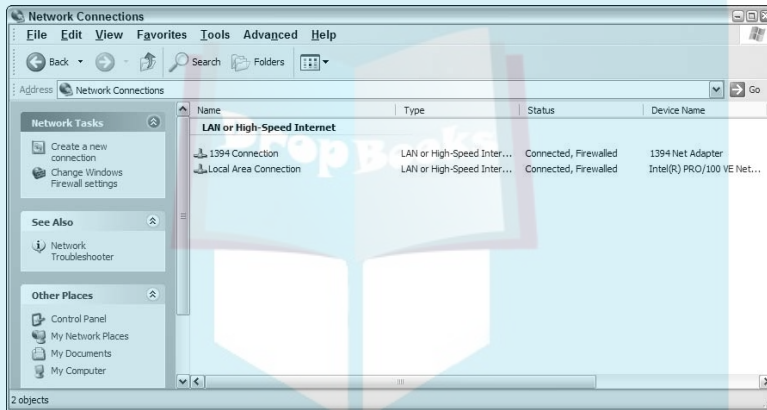 Network Connections
File Edit View Favorites Tools Advanced Help
Back Search Folders
Address Network Connections Go
Network Tasks
Create a new
connection
Change Windows
Firewall settings
See Also
Network
Troubleshooter
Other Places
Control Panel
My Network Places
My Documents
My Computer
Name Type Status Device Name
LAN or High-Speed Internet
1394 Connection LAN or High-Speed Inter... Connected, Firewalled 1394 Net Adapter
Local Area Connection LAN or High-Speed Inter... Connected, Firewalled Intel(R) PRO/100 VE Net...
Drop Books
2 objects